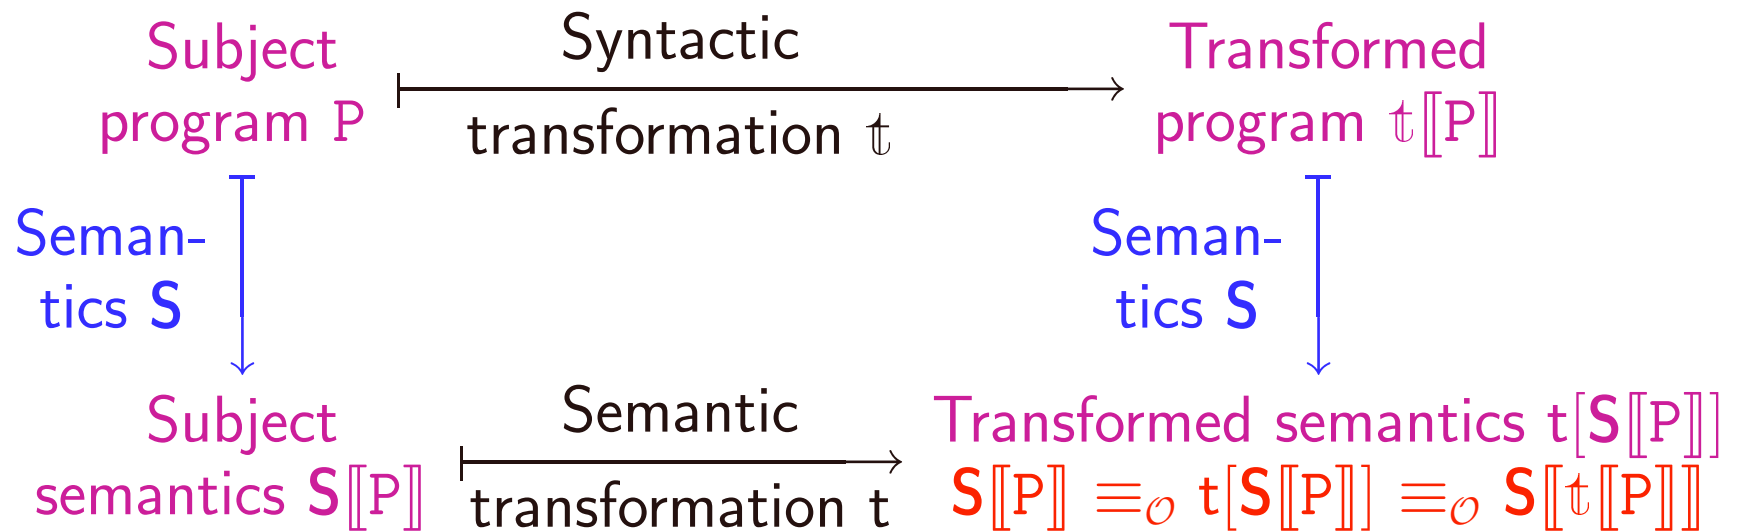 Subject
program P
Syntactic
transformation 𝕥
Transformed
program 𝕥⟦P⟧
Seman-
tics S
Seman-
tics S
Subject
semantics S⟦P⟧
Semantic
transformation t
Transformed semantics t[S⟦P⟧]
S⟦P⟧ ≡𝒪 t[S⟦P⟧] ≡𝒪 S⟦𝕥⟦P⟧⟧